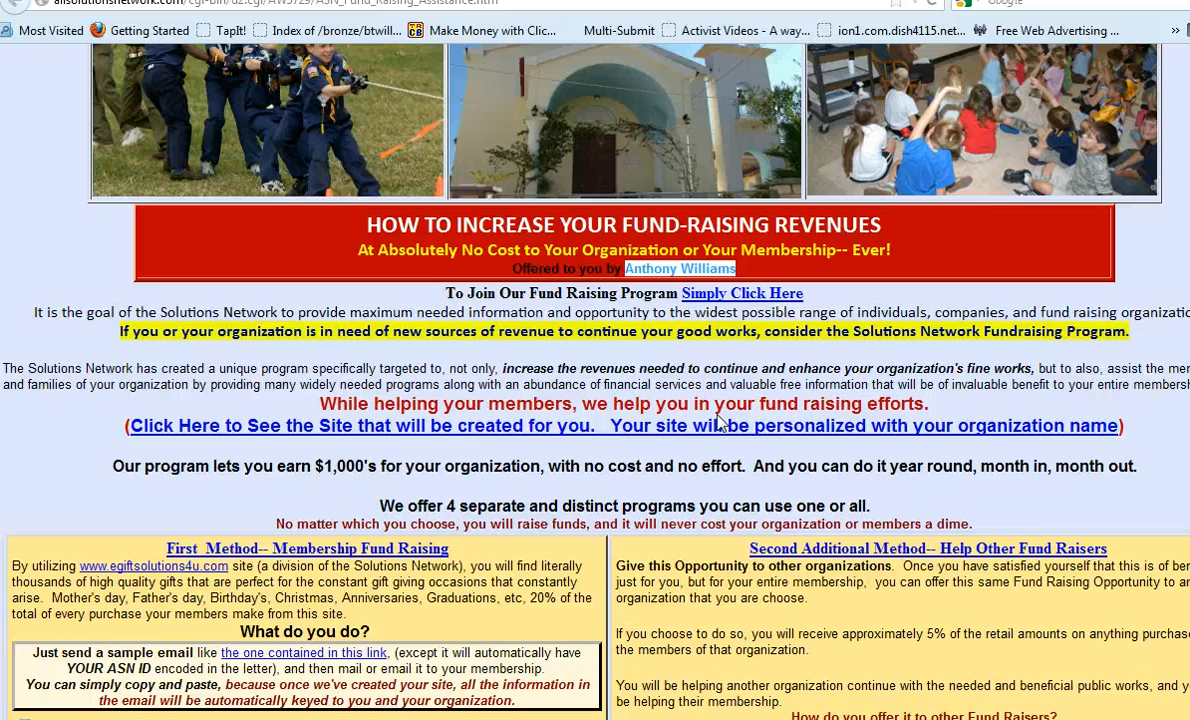 allsolutionsnetwork.com/cgi-bin/d2.cgi/AW5729/ASN_Fund_Raising_Assistance.htm
Google
Most Visited Getting Started TapIt! Index of /bronze/btwill... Make Money with Clic... Multi-Submit Activist Videos - A way... ion1.com.dish4115.net... Free Web Advertising ... »
HOW TO INCREASE YOUR FUND-RAISING REVENUES
At Absolutely No Cost to Your Organization or Your Membership-- Ever!
Offered to you by Anthony Williams
To Join Our Fund Raising Program Simply Click Here
It is the goal of the Solutions Network to provide maximum needed information and opportunity to the widest possible range of individuals, companies, and fund raising organizatio
If you or your organization is in need of new sources of revenue to continue your good works, consider the Solutions Network Fundraising Program.
The Solutions Network has created a unique program specifically targeted to, not only, increase the revenues needed to continue and enhance your organization's fine works, but to also, assist the mer
and families of your organization by providing many widely needed programs along with an abundance of financial services and valuable free information that will be of invaluable benefit to your entire membersh
While helping your members, we help you in your fund raising efforts.
(Click Here to See the Site that will be created for you. Your site will be personalized with your organization name)
Our program lets you earn $1,000's for your organization, with no cost and no effort. And you can do it year round, month in, month out.
We offer 4 separate and distinct programs you can use one or all.
No matter which you choose, you will raise funds, and it will never cost your organization or members a dime.
First Method-- Membership Fund Raising
By utilizing www.egiftsolutions4u.com site (a division of the Solutions Network), you will find literally
thousands of high quality gifts that are perfect for the constant gift giving occasions that constantly
arise. Mother's day, Father's day, Birthday's, Christmas, Anniversaries, Graduations, etc, 20% of the
total of every purchase your members make from this site.
What do you do?
Just send a sample email like the one contained in this link, (except it will automatically have
YOUR ASN ID encoded in the letter), and then mail or email it to your membership.
You can simply copy and paste, because once we've created your site, all the information in
the email will be automatically keyed to you and your organization.
Second Additional Method-- Help Other Fund Raisers
Give this Opportunity to other organizations. Once you have satisfied yourself that this is of ber
just for you, but for your entire membership, you can offer this same Fund Raising Opportunity to ar
organization that you are choose.
If you choose to do so, you will receive approximately 5% of the retail amounts on anything purchase
the members of that organization.
You will be helping another organization continue with the needed and beneficial public works, and y
be helping their membership.
How do you offer it to other Fund Raisers?